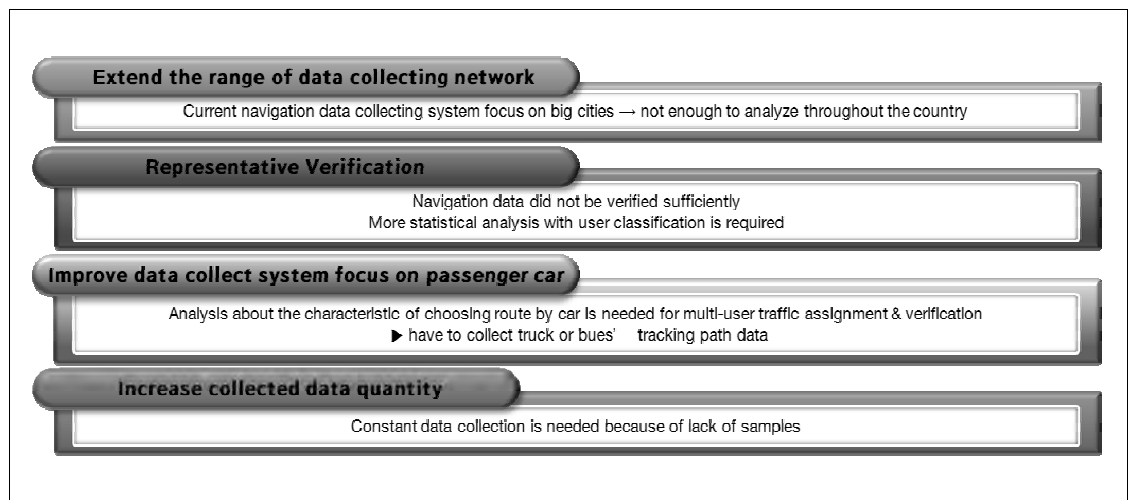 Extend the range of data collecting network
Current navigation data collecting system focus on big cities → not enough to analyze throughout the country
Representative Verification
Navigation data did not be verified sufficiently
More statistical analysis with user classification is required
Improve data collect system focus on passenger car
Analysis about the characteristic of choosing route by car is needed for multi-user traffic assignment & verification
▶ have to collect truck or bues' tracking path data
Increase collected data quantity
Constant data collection is needed because of lack of samples